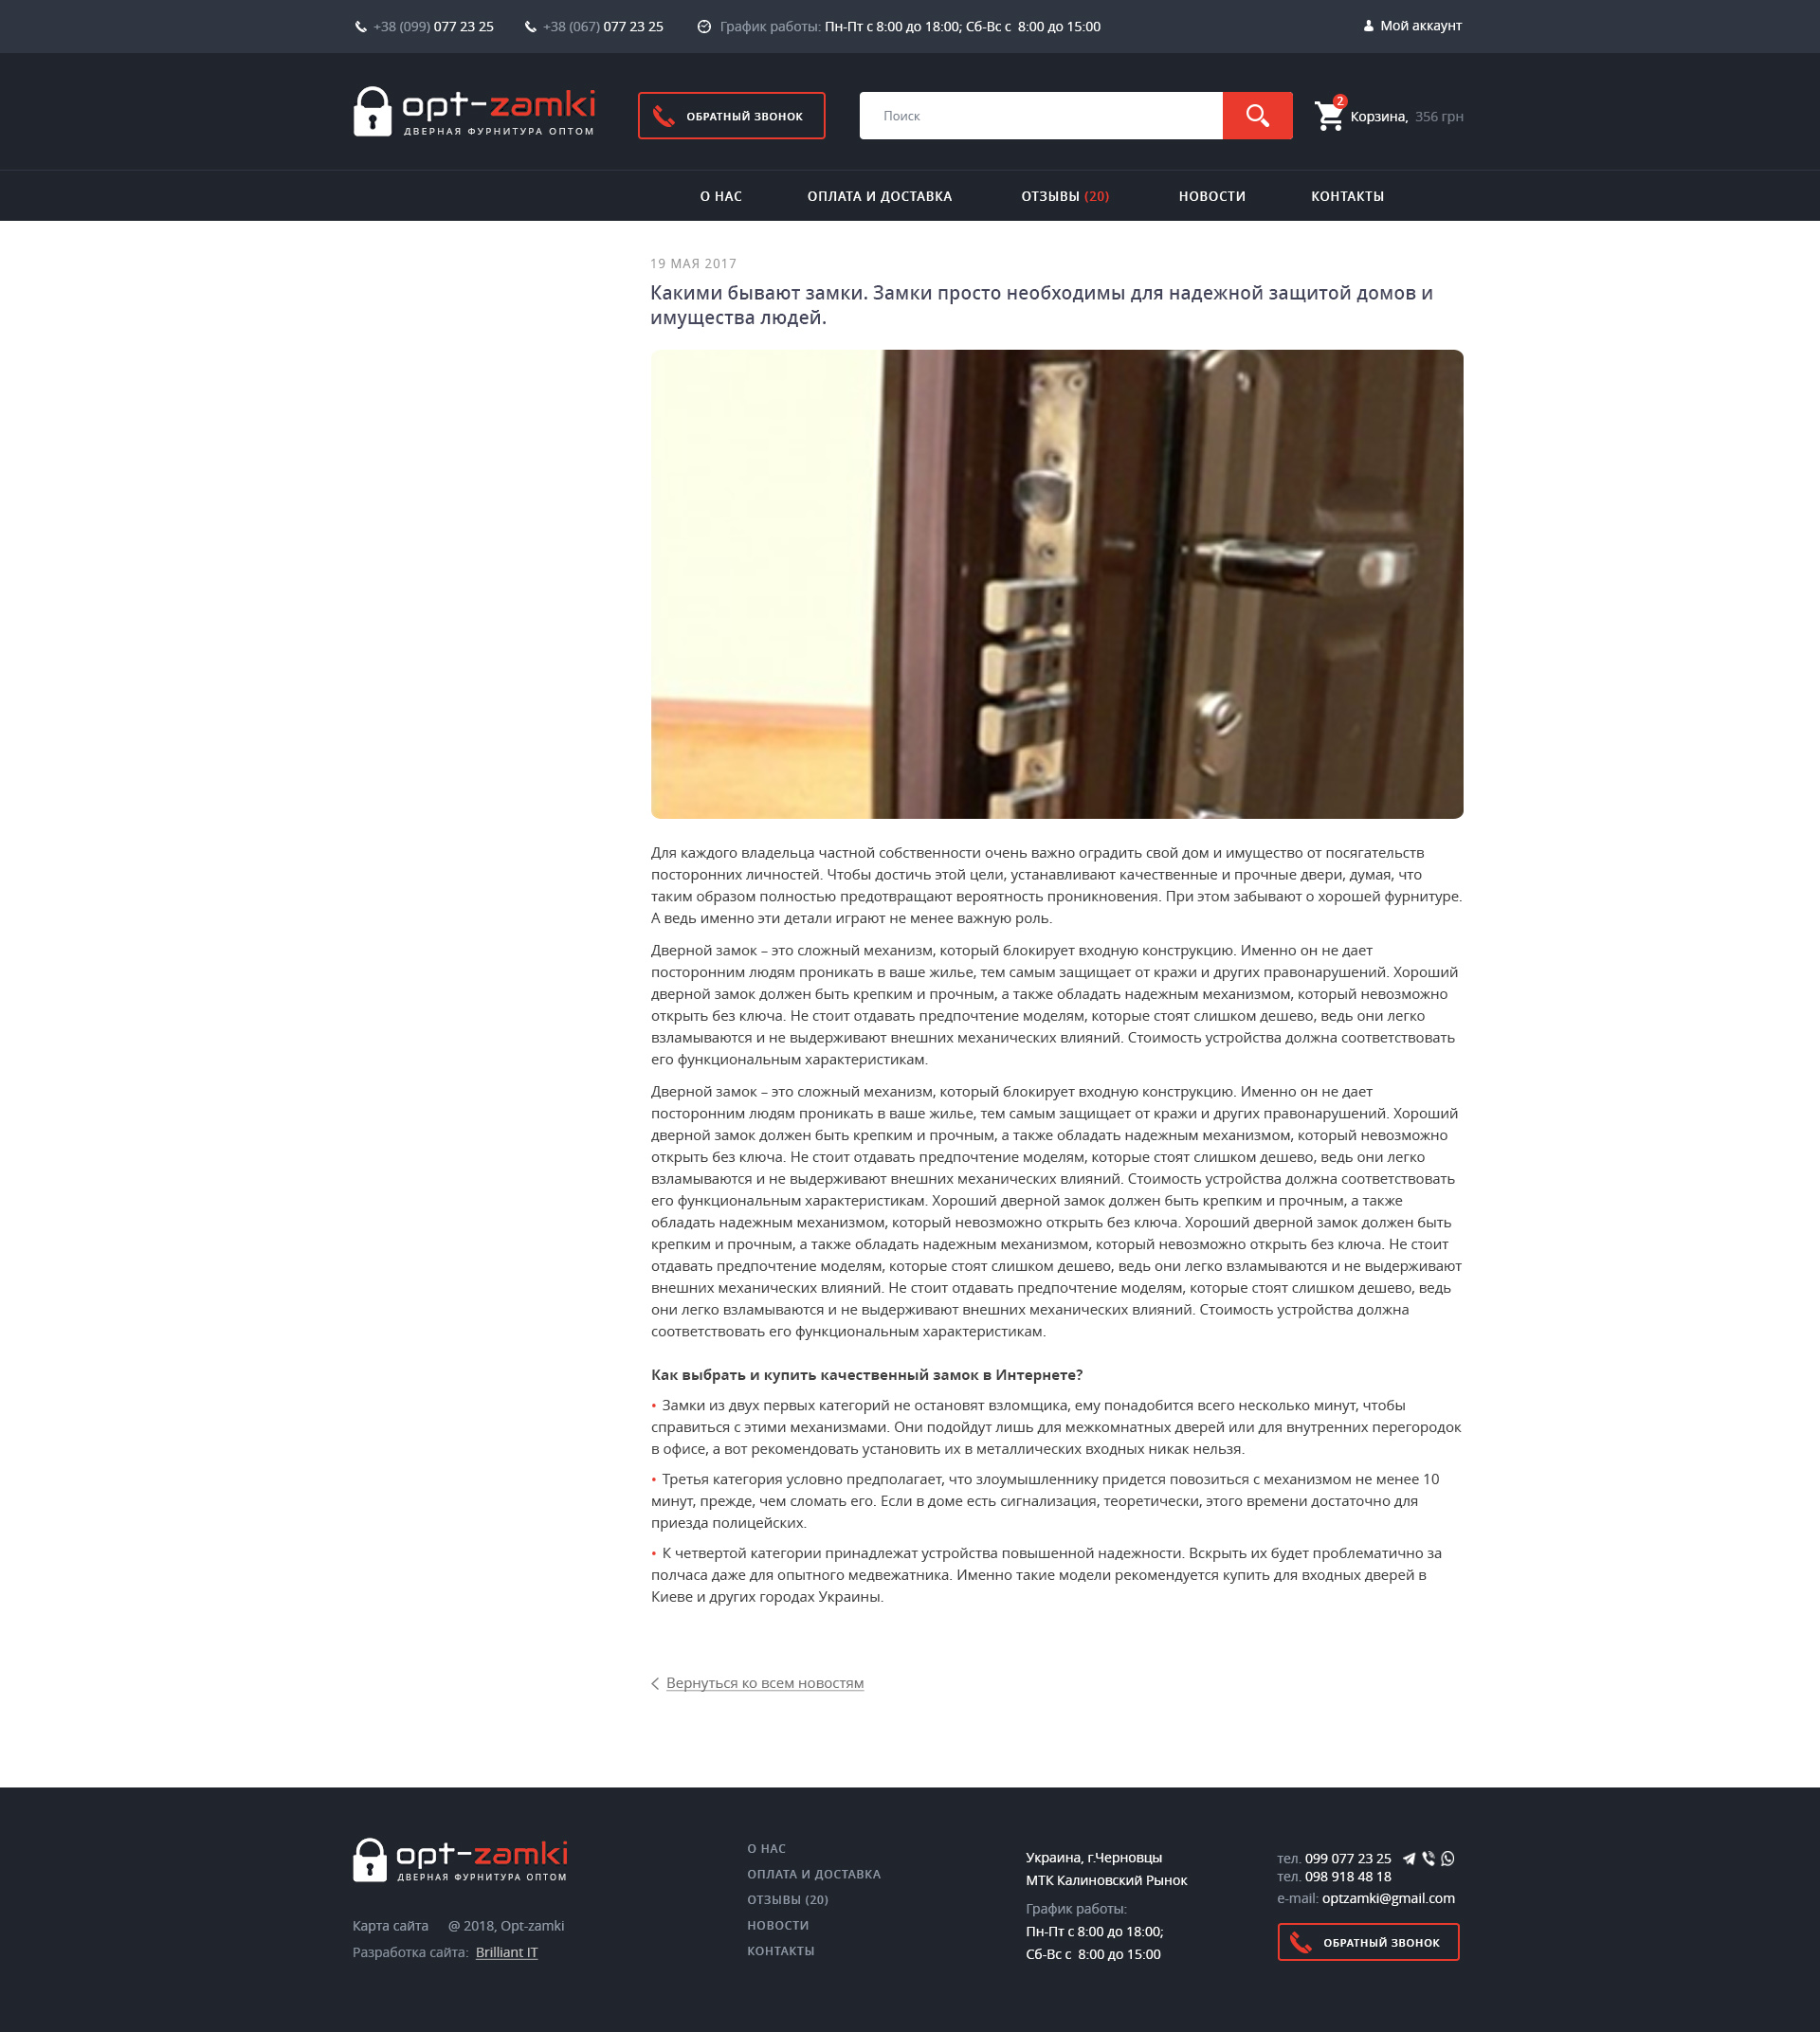 +38 (099) 077 23 25 +38 (067) 077 23 25 График работы: Пн-Пт с 8:00 до 18:00; Сб-Вс с 8:00 до 15:00 Мой аккаунт
opt-zamki
ДВЕРНАЯ ФУРНИТУРА ОПТОМ
ОБРАТНЫЙ ЗВОНОК
Поиск
2
Корзина, 356 грн
О НАС ОПЛАТА И ДОСТАВКА ОТЗЫВЫ (20) НОВОСТИ КОНТАКТЫ
19 МАЯ 2017
Какими бывают замки. Замки просто необходимы для надежной защитой домов и
имущества людей.
Для каждого владельца частной собственности очень важно оградить свой дом и имущество от посягательств
посторонних личностей. Чтобы достичь этой цели, устанавливают качественные и прочные двери, думая, что
таким образом полностью предотвращают вероятность проникновения. При этом забывают о хорошей фурнитуре.
А ведь именно эти детали играют не менее важную роль.
Дверной замок – это сложный механизм, который блокирует входную конструкцию. Именно он не дает
посторонним людям проникать в ваше жилье, тем самым защищает от кражи и других правонарушений. Хороший
дверной замок должен быть крепким и прочным, а также обладать надежным механизмом, который невозможно
открыть без ключа. Не стоит отдавать предпочтение моделям, которые стоят слишком дешево, ведь они легко
взламываются и не выдерживают внешних механических влияний. Стоимость устройства должна соответствовать
его функциональным характеристикам.
Дверной замок – это сложный механизм, который блокирует входную конструкцию. Именно он не дает
посторонним людям проникать в ваше жилье, тем самым защищает от кражи и других правонарушений. Хороший
дверной замок должен быть крепким и прочным, а также обладать надежным механизмом, который невозможно
открыть без ключа. Не стоит отдавать предпочтение моделям, которые стоят слишком дешево, ведь они легко
взламываются и не выдерживают внешних механических влияний. Стоимость устройства должна соответствовать
его функциональным характеристикам. Хороший дверной замок должен быть крепким и прочным, а также
обладать надежным механизмом, который невозможно открыть без ключа. Хороший дверной замок должен быть
крепким и прочным, а также обладать надежным механизмом, который невозможно открыть без ключа. Не стоит
отдавать предпочтение моделям, которые стоят слишком дешево, ведь они легко взламываются и не выдерживают
внешних механических влияний. Не стоит отдавать предпочтение моделям, которые стоят слишком дешево, ведь
они легко взламываются и не выдерживают внешних механических влияний. Стоимость устройства должна
соответствовать его функциональным характеристикам.
Как выбрать и купить качественный замок в Интернете?
• Замки из двух первых категорий не остановят взломщика, ему понадобится всего несколько минут, чтобы
справиться с этими механизмами. Они подойдут лишь для межкомнатных дверей или для внутренних перегородок
в офисе, а вот рекомендовать установить их в металлических входных никак нельзя.
• Третья категория условно предполагает, что злоумышленнику придется повозиться с механизмом не менее 10
минут, прежде, чем сломать его. Если в доме есть сигнализация, теоретически, этого времени достаточно для
приезда полицейских.
• К четвертой категории принадлежат устройства повышенной надежности. Вскрыть их будет проблематично за
полчаса даже для опытного медвежатника. Именно такие модели рекомендуется купить для входных дверей в
Киеве и других городах Украины.
Вернуться ко всем новостям
opt-zamki
ДВЕРНАЯ ФУРНИТУРА ОПТОМ
Карта сайта @ 2018, Opt-zamki
Разработка сайта: Brilliant IT
О НАС
ОПЛАТА И ДОСТАВКА
ОТЗЫВЫ (20)
НОВОСТИ
КОНТАКТЫ
Украина, г.Черновцы
МТК Калиновский Рынок
График работы:
Пн-Пт с 8:00 до 18:00;
Сб-Вс с 8:00 до 15:00
тел. 099 077 23 25
тел. 098 918 48 18
e-mail: optzamki@gmail.com
ОБРАТНЫЙ ЗВОНОК